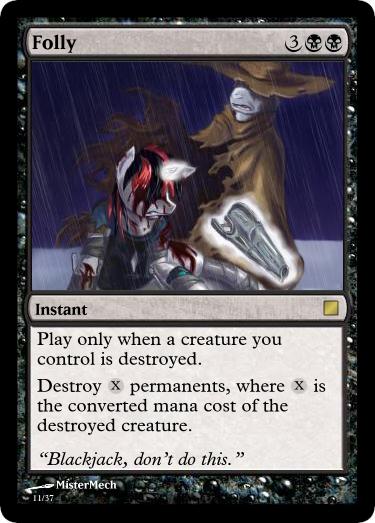 Folly 3
Instant
Play only when a creature you
control is destroyed.
Destroy X permanents, where X is
the converted mana cost of the
destroyed creature.
“Blackjack, don't do this.”
MisterMech
11/37